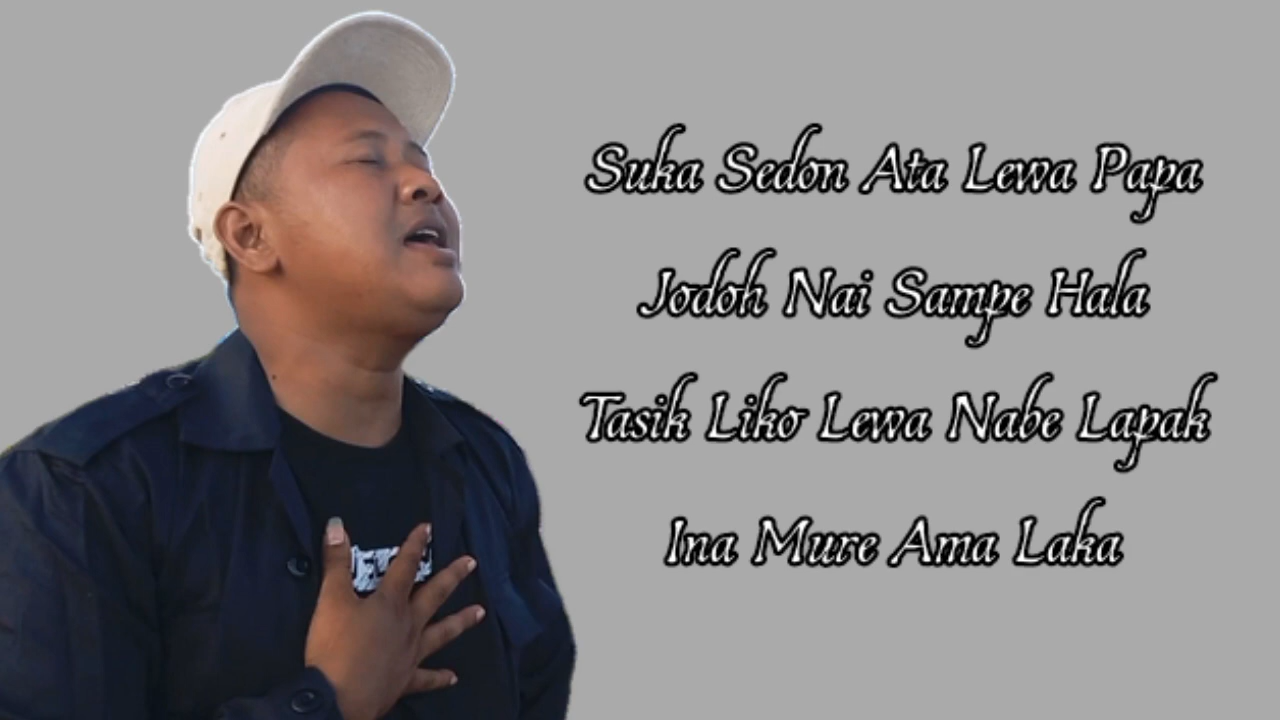 Suka Sedon Ata Lewa Papa
Jodoh Nai Sampe Hala
Tasik Liko Lewa Nabe Lapak
Ina Mure Ama Laka